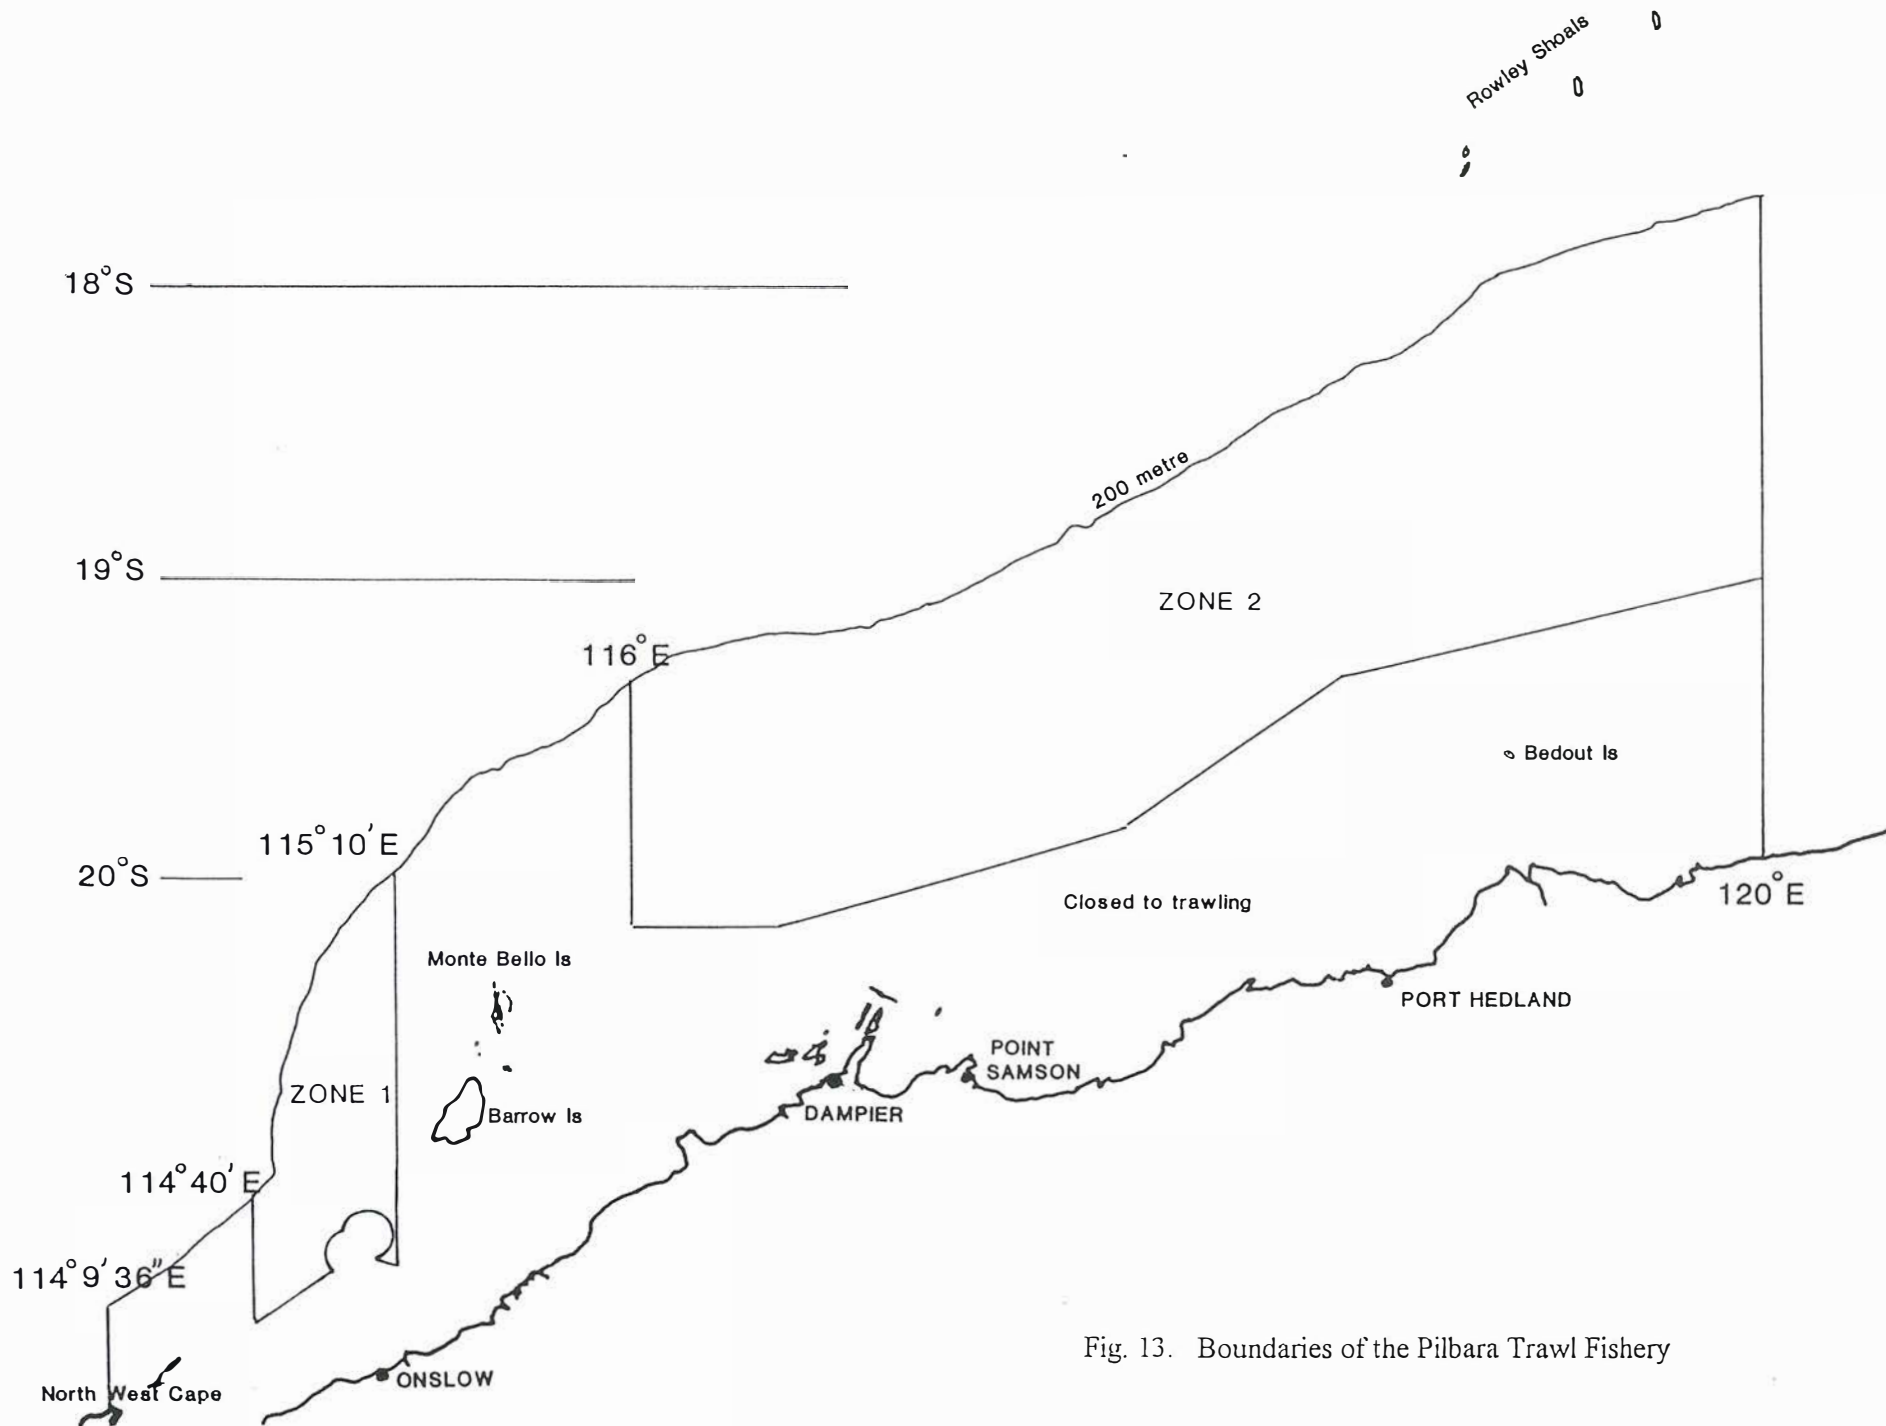 Rowley Shoals
18°S
200 metre
19°S
ZONE 2
116°E
Bedout Is
115°10'E
20°S
120°E
Closed to trawling
Monte Bello Is
PORT HEDLAND
POINT
SAMSON
ZONE 1
Barrow Is
DAMPIER
114°40'E
114°9'36"E
Fig. 13. Boundaries of the Pilbara Trawl Fishery
ONSLOW
North West Cape